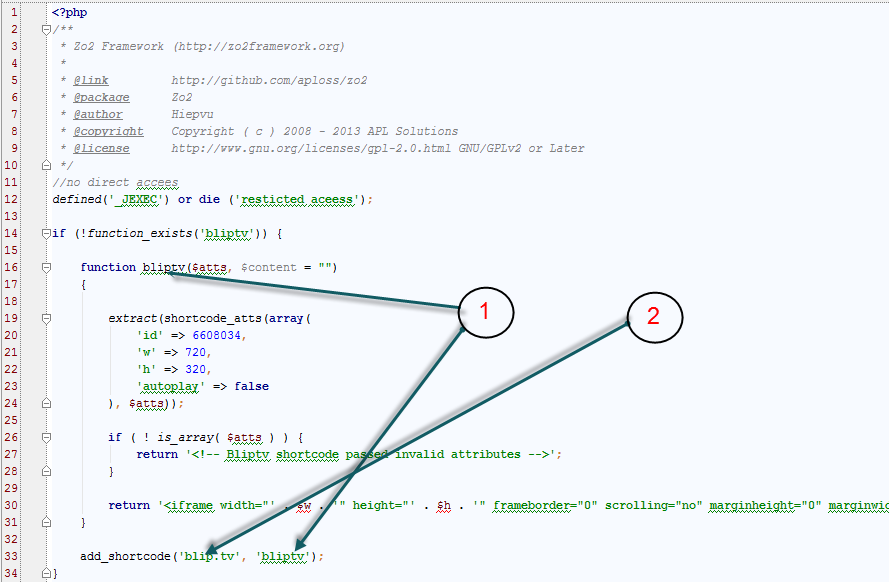 1 <?php
2 /**
3 * Zo2 Framework (http://zo2framework.org)
4 *
5 * @link http://github.com/aploss/zo2
6 * @package Zo2
7 * @author Hiepvu
8 * @copyright Copyright ( c ) 2008 - 2013 APL Solutions
9 * @license http://www.gnu.org/licenses/gpl-2.0.html GNU/GPLv2 or Later
10 */
11 //no direct accees
12 defined('_JEXEC') or die ('resticted aceess');
13
14 if (!function_exists('bliptv')) {
15
16 function bliptv($atts, $content = "")
17 {
18
19 extract(shortcode_atts(array(
20 'id' => 6608034,
21 'w' => 720,
22 'h' => 320,
23 'autoplay' => false
24 ), $atts));
25
26 if ( ! is_array( $atts ) ) {
27 return '<!-- Bliptv shortcode passed invalid attributes -->';
28 }
29
30 return '<iframe width="' . $w . '" height="' . $h . '" frameborder="0" scrolling="no" marginheight="0" marginwid
31 }
32
33 add_shortcode('blip.tv', 'bliptv');
34 }
1
2